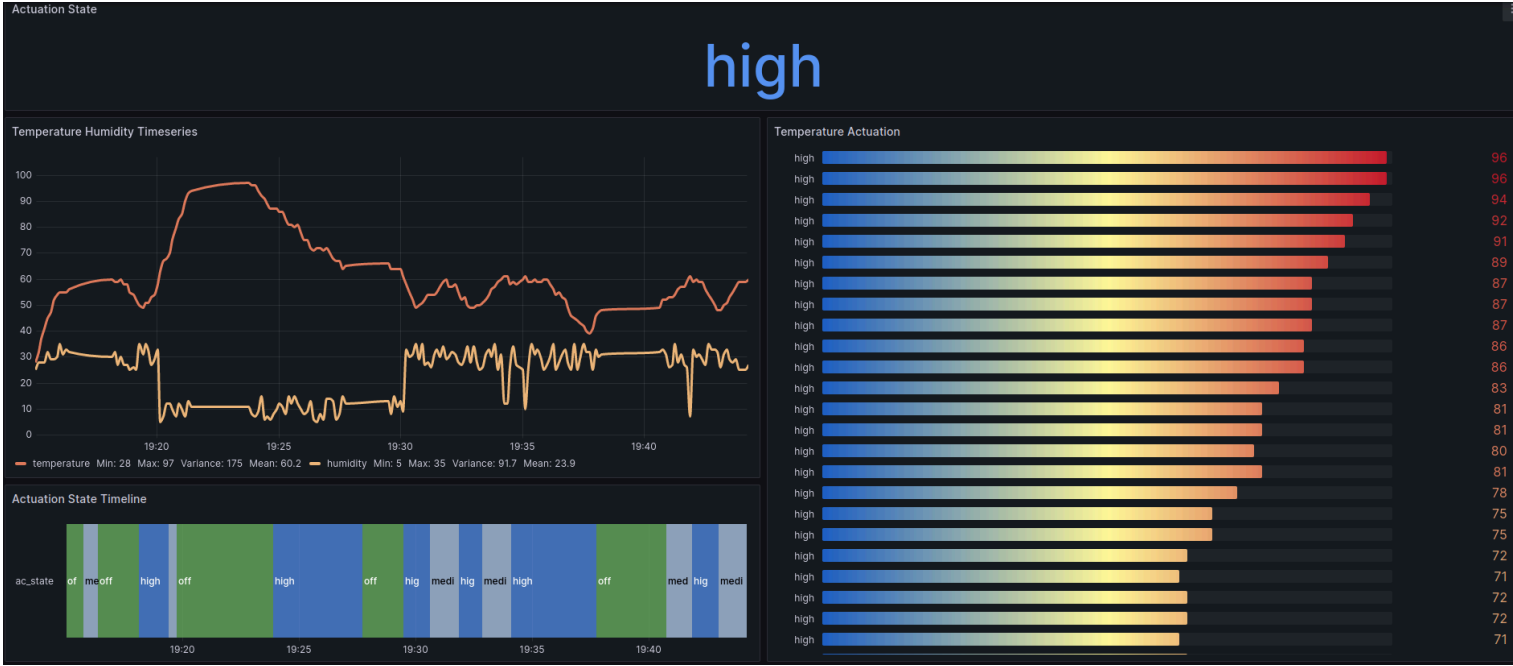 Actuation State
high
Temperature Humidity Timeseries
100
90
80
70
60
50
40
30
20
10
0
19:20 19:25 19:30 19:35 19:40
temperature Min: 28 Max: 97 Variance: 175 Mean: 60.2 humidity Min: 5 Max: 35 Variance: 91.7 Mean: 23.9
Actuation State Timeline
ac_state of me off high off high off hig medi hig medi high off med hig medi
19:20 19:25 19:30 19:35 19:40
Temperature Actuation
high 96
high 96
high 94
high 92
high 91
high 89
high 87
high 87
high 87
high 86
high 86
high 83
high 81
high 81
high 80
high 81
high 78
high 75
high 75
high 72
high 71
high 72
high 72
high 71